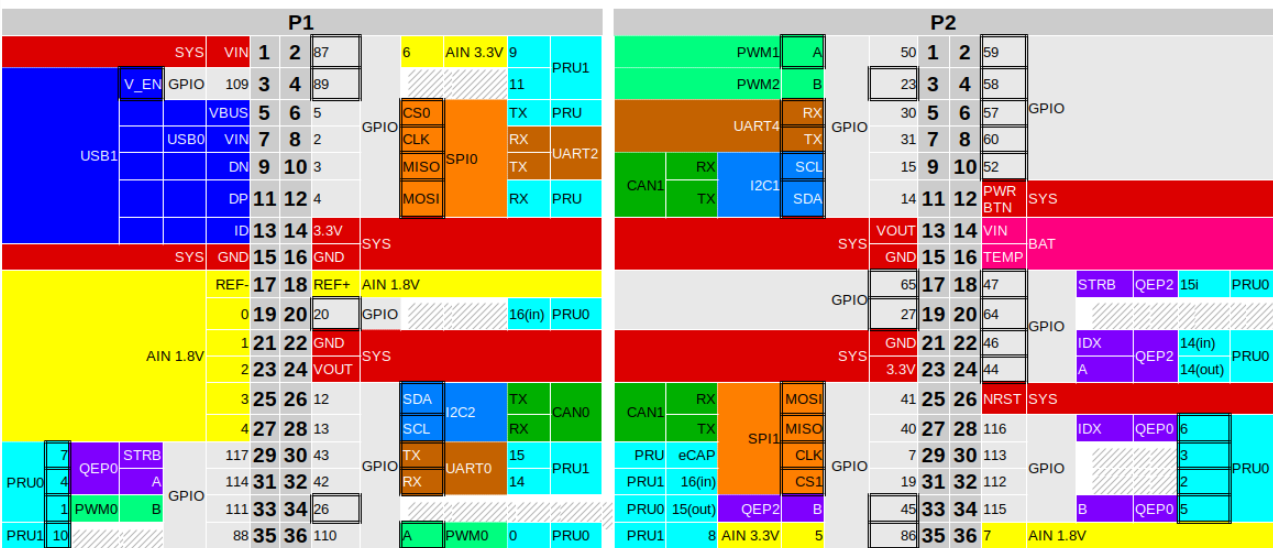 P1 P2
SYS VIN 1 2 87 6 AIN 3.3V 9 PRU1 PWM1 A 50 1 2 59
USB1 V_EN GPIO 109 3 4 89 GPIO 11 PWM2 B 23 3 4 58 GPIO
VBUS 5 6 5 CS0 SPI0 TX PRU UART4 RX GPIO 30 5 6 57
USB0 VIN 7 8 2 CLK RX UART2 TX 31 7 8 60
DN 9 10 3 MISO TX CAN1 RX I2C1 SCL 15 9 10 52
DP 11 12 4 MOSI RX PRU TX SDA 14 11 12 PWR BTN SYS
ID 13 14 3.3V SYS SYS VOUT 13 14 VIN BAT
SYS GND 15 16 GND GND 15 16 TEMP
AIN 1.8V REF- 17 18 REF+ AIN 1.8V GPIO 65 17 18 47 GPIO STRB QEP2 15i PRU0
0 19 20 20 GPIO 16(in) PRU0 27 19 20 64
1 21 22 GND SYS SYS GND 21 22 46 IDX QEP2 14(in) PRU0
2 23 24 VOUT 3.3V 23 24 44 A 14(out)
3 25 26 12 GPIO SDA I2C2 TX CAN0 CAN1 RX SPI1 MOSI GPIO 41 25 26 NRST SYS
4 27 28 13 SCL RX TX MISO 40 27 28 116 GPIO IDX QEP0 6 PRU0
PRU0 7 QEP0 STRB GPIO 117 29 30 43 TX UART0 15 PRU1 PRU eCAP CLK 7 29 30 113 3
4 A 114 31 32 42 RX 14 PRU1 16(in) CS1 19 31 32 112 2
1 PWM0 B 111 33 34 26 PRU0 15(out) QEP2 B 45 33 34 115 B QEP0 5
PRU1 10 88 35 36 110 A PWM0 0 PRU0 PRU1 8 AIN 3.3V 5 86 35 36 7 AIN 1.8V